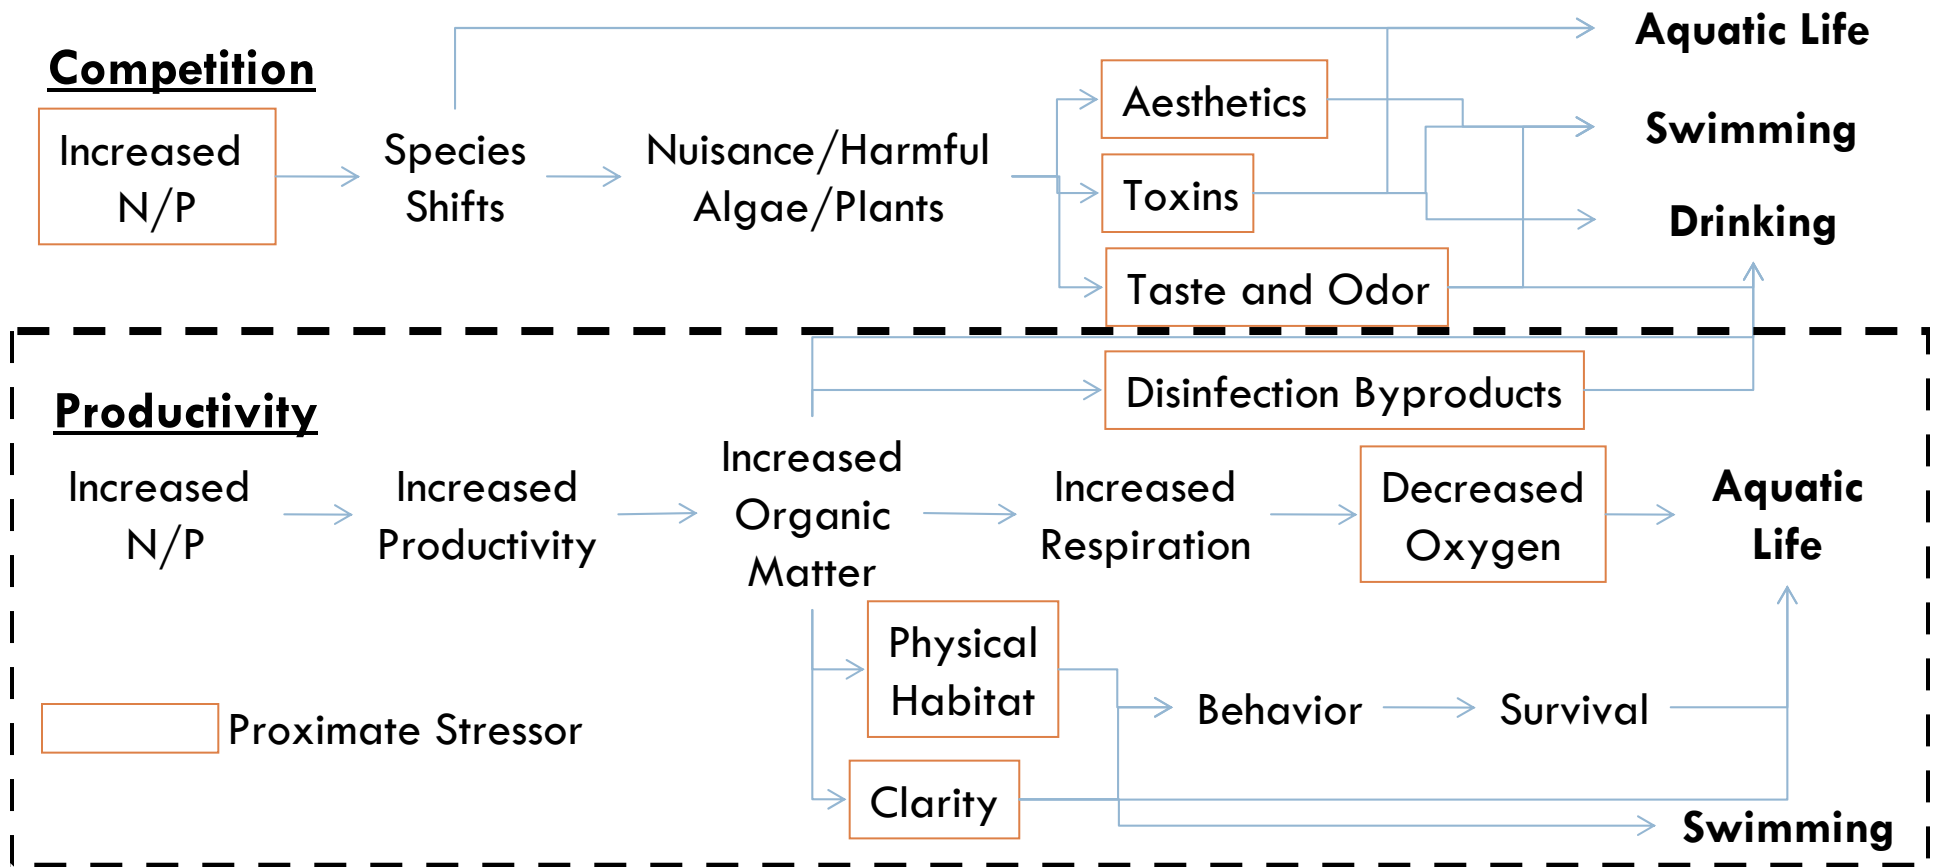 Competition
Increased
N/P
Species
Shifts
Nuisance/Harmful
Algae/Plants
Aesthetics
Toxins
Taste and Odor
Aquatic Life
Swimming
Drinking
Productivity
Increased
N/P
Increased
Productivity
Increased
Organic
Matter
Disinfection Byproducts
Increased
Respiration
Decreased
Oxygen
Aquatic
Life
Physical
Habitat
Behavior
Survival
Clarity
Swimming
Proximate Stressor